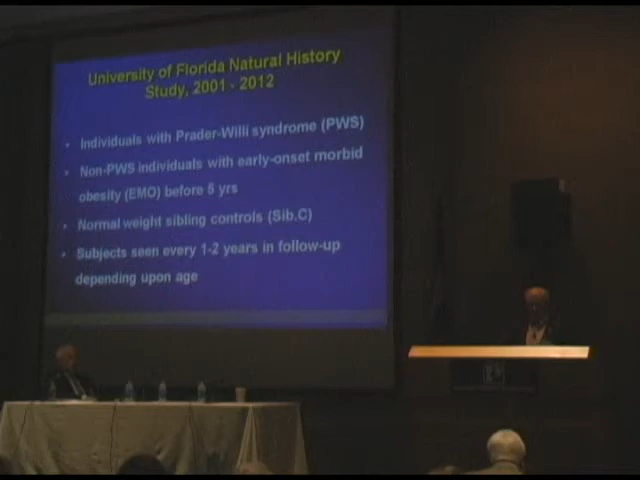 University of Florida Natural History
Study, 2001 - 2012
• Individuals with Prader-Willi syndrome (PWS)
• Non-PWS individuals with early-onset morbid
obesity (EMO) before 5 yrs
• Normal weight sibling controls (Sib.C)
• Subjects seen every 1-2 years in follow-up
depending upon age